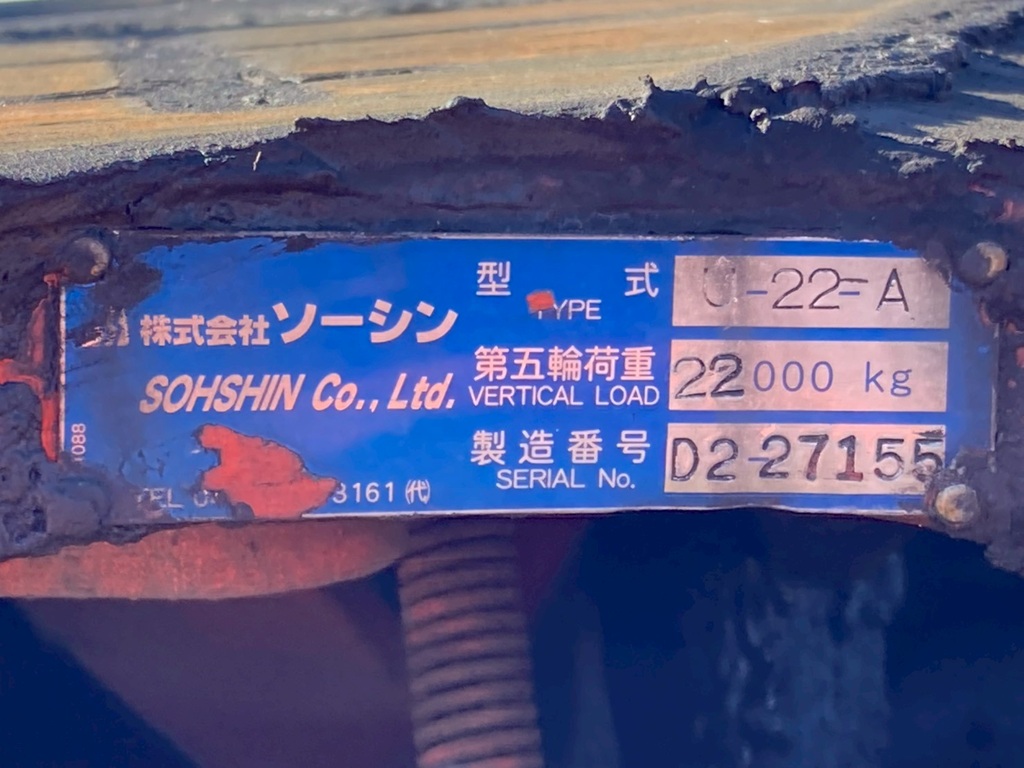 株式会社ソーシン
SOHSHIN Co., Ltd.
3161 ㈹
型式 U-22-A
TYPE
第五輪荷重 22000 kg
VERTICAL LOAD
製造番号 D2-27155
SERIAL No.